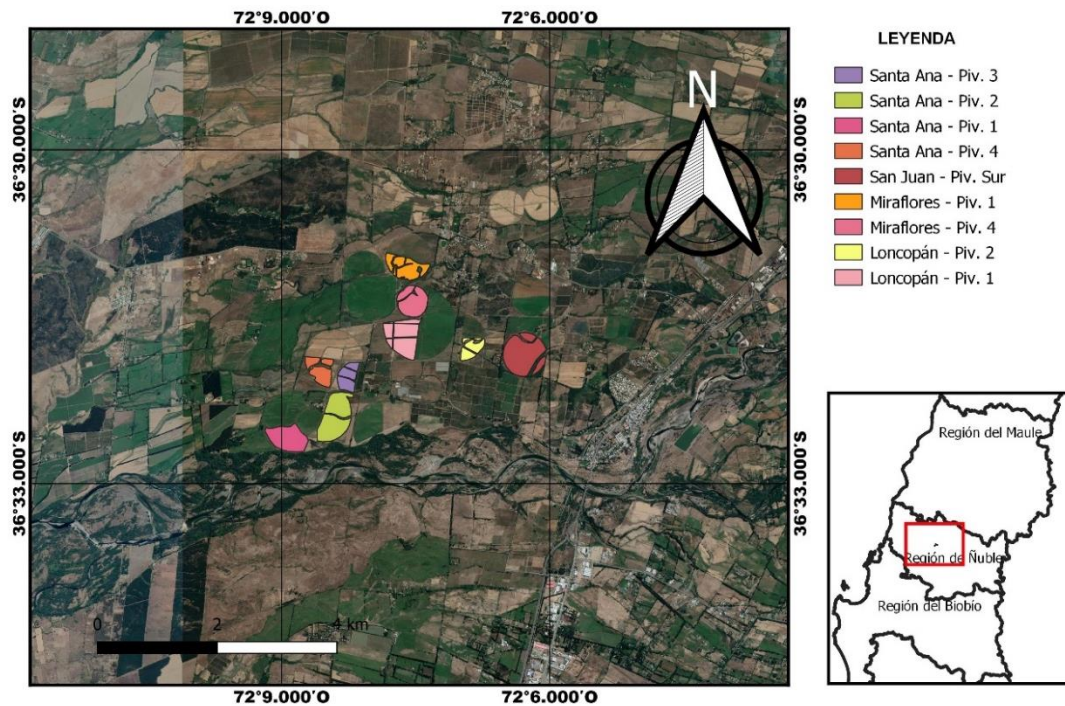 72°9.000'O
72°6.000'O
36°30.000'S
36°33.000'S
N
0
2
4 km
36°30.000'S
36°33.000'S
72°9.000'O
72°6.000'O
LEYENDA
Santa Ana - Piv. 3
Santa Ana - Piv. 2
Santa Ana - Piv. 1
Santa Ana - Piv. 4
San Juan - Piv. Sur
Miraflores - Piv. 1
Miraflores - Piv. 4
Loncopán - Piv. 2
Loncopán - Piv. 1
Región del Maule
Región de Ñuble
Región del Biobío